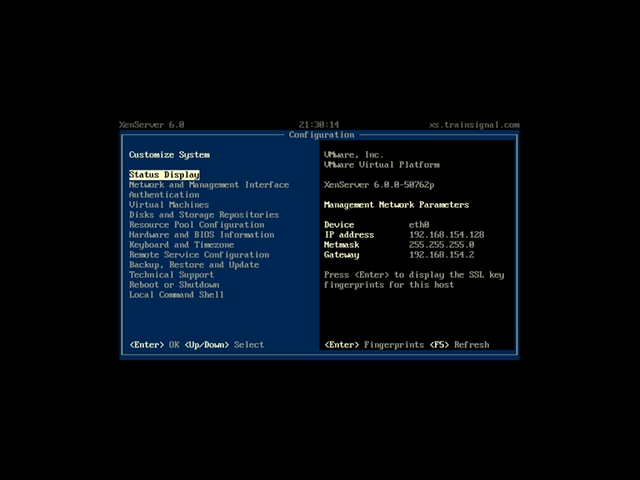 XenServer 6.0 21:30:14 xs.trainsignal.com
Configuration
Customize System
Status Display
Network and Management Interface
Authentication
Virtual Machines
Disks and Storage Repositories
Resource Pool Configuration
Hardware and BIOS Information
Keyboard and Timezone
Remote Service Configuration
Backup, Restore and Update
Technical Support
Reboot or Shutdown
Local Command Shell
<Enter> OK <Up/Down> Select
VMware, Inc.
VMware Virtual Platform
XenServer 6.0.0-50762p
Management Network Parameters
Device eth0
IP address 192.168.154.128
Netmask 255.255.255.0
Gateway 192.168.154.2
Press <Enter> to display the SSL key
fingerprints for this host
<Enter> Fingerprints <F5> Refresh